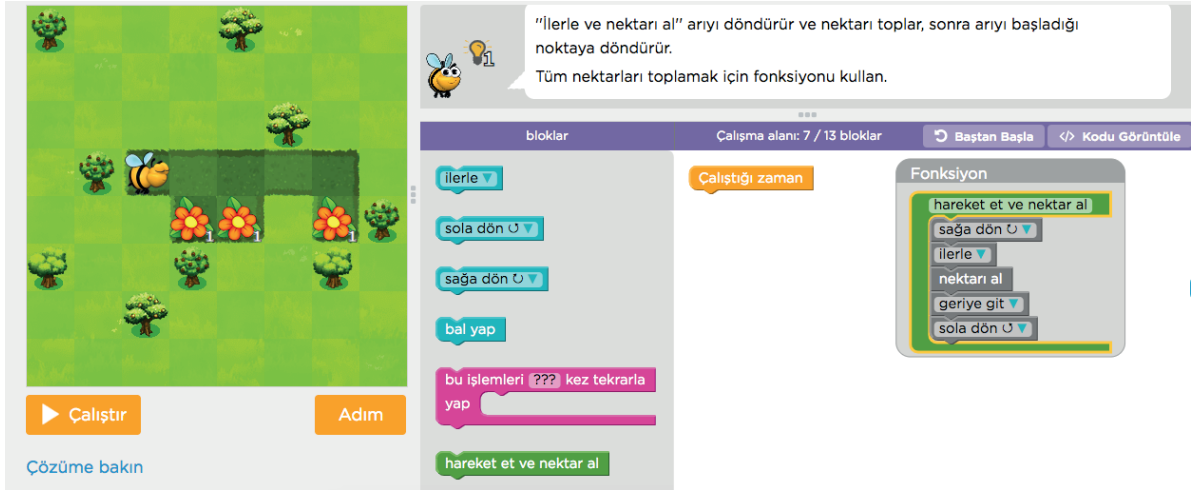 "İlerle ve nektarı al" arıyı döndürür ve nektarı toplar, sonra arıyı başladığı
noktaya döndürür.
Tüm nektarları toplamak için fonksiyonu kullan.
1
bloklar
Çalışma alanı: 7 / 13 bloklar
Baştan Başla
</> Kodu Görüntüle
ilerle
sola dön
sağa dön
bal yap
bu işlemleri ??? kez tekrarla
yap
hareket et ve nektar al
Çalıştığı zaman
Fonksiyon
hareket et ve nektar al
sağa dön
ilerle
nektarı al
geriye git
sola dön
1
1
1
Çalıştır
Adım
Çözüme bakın